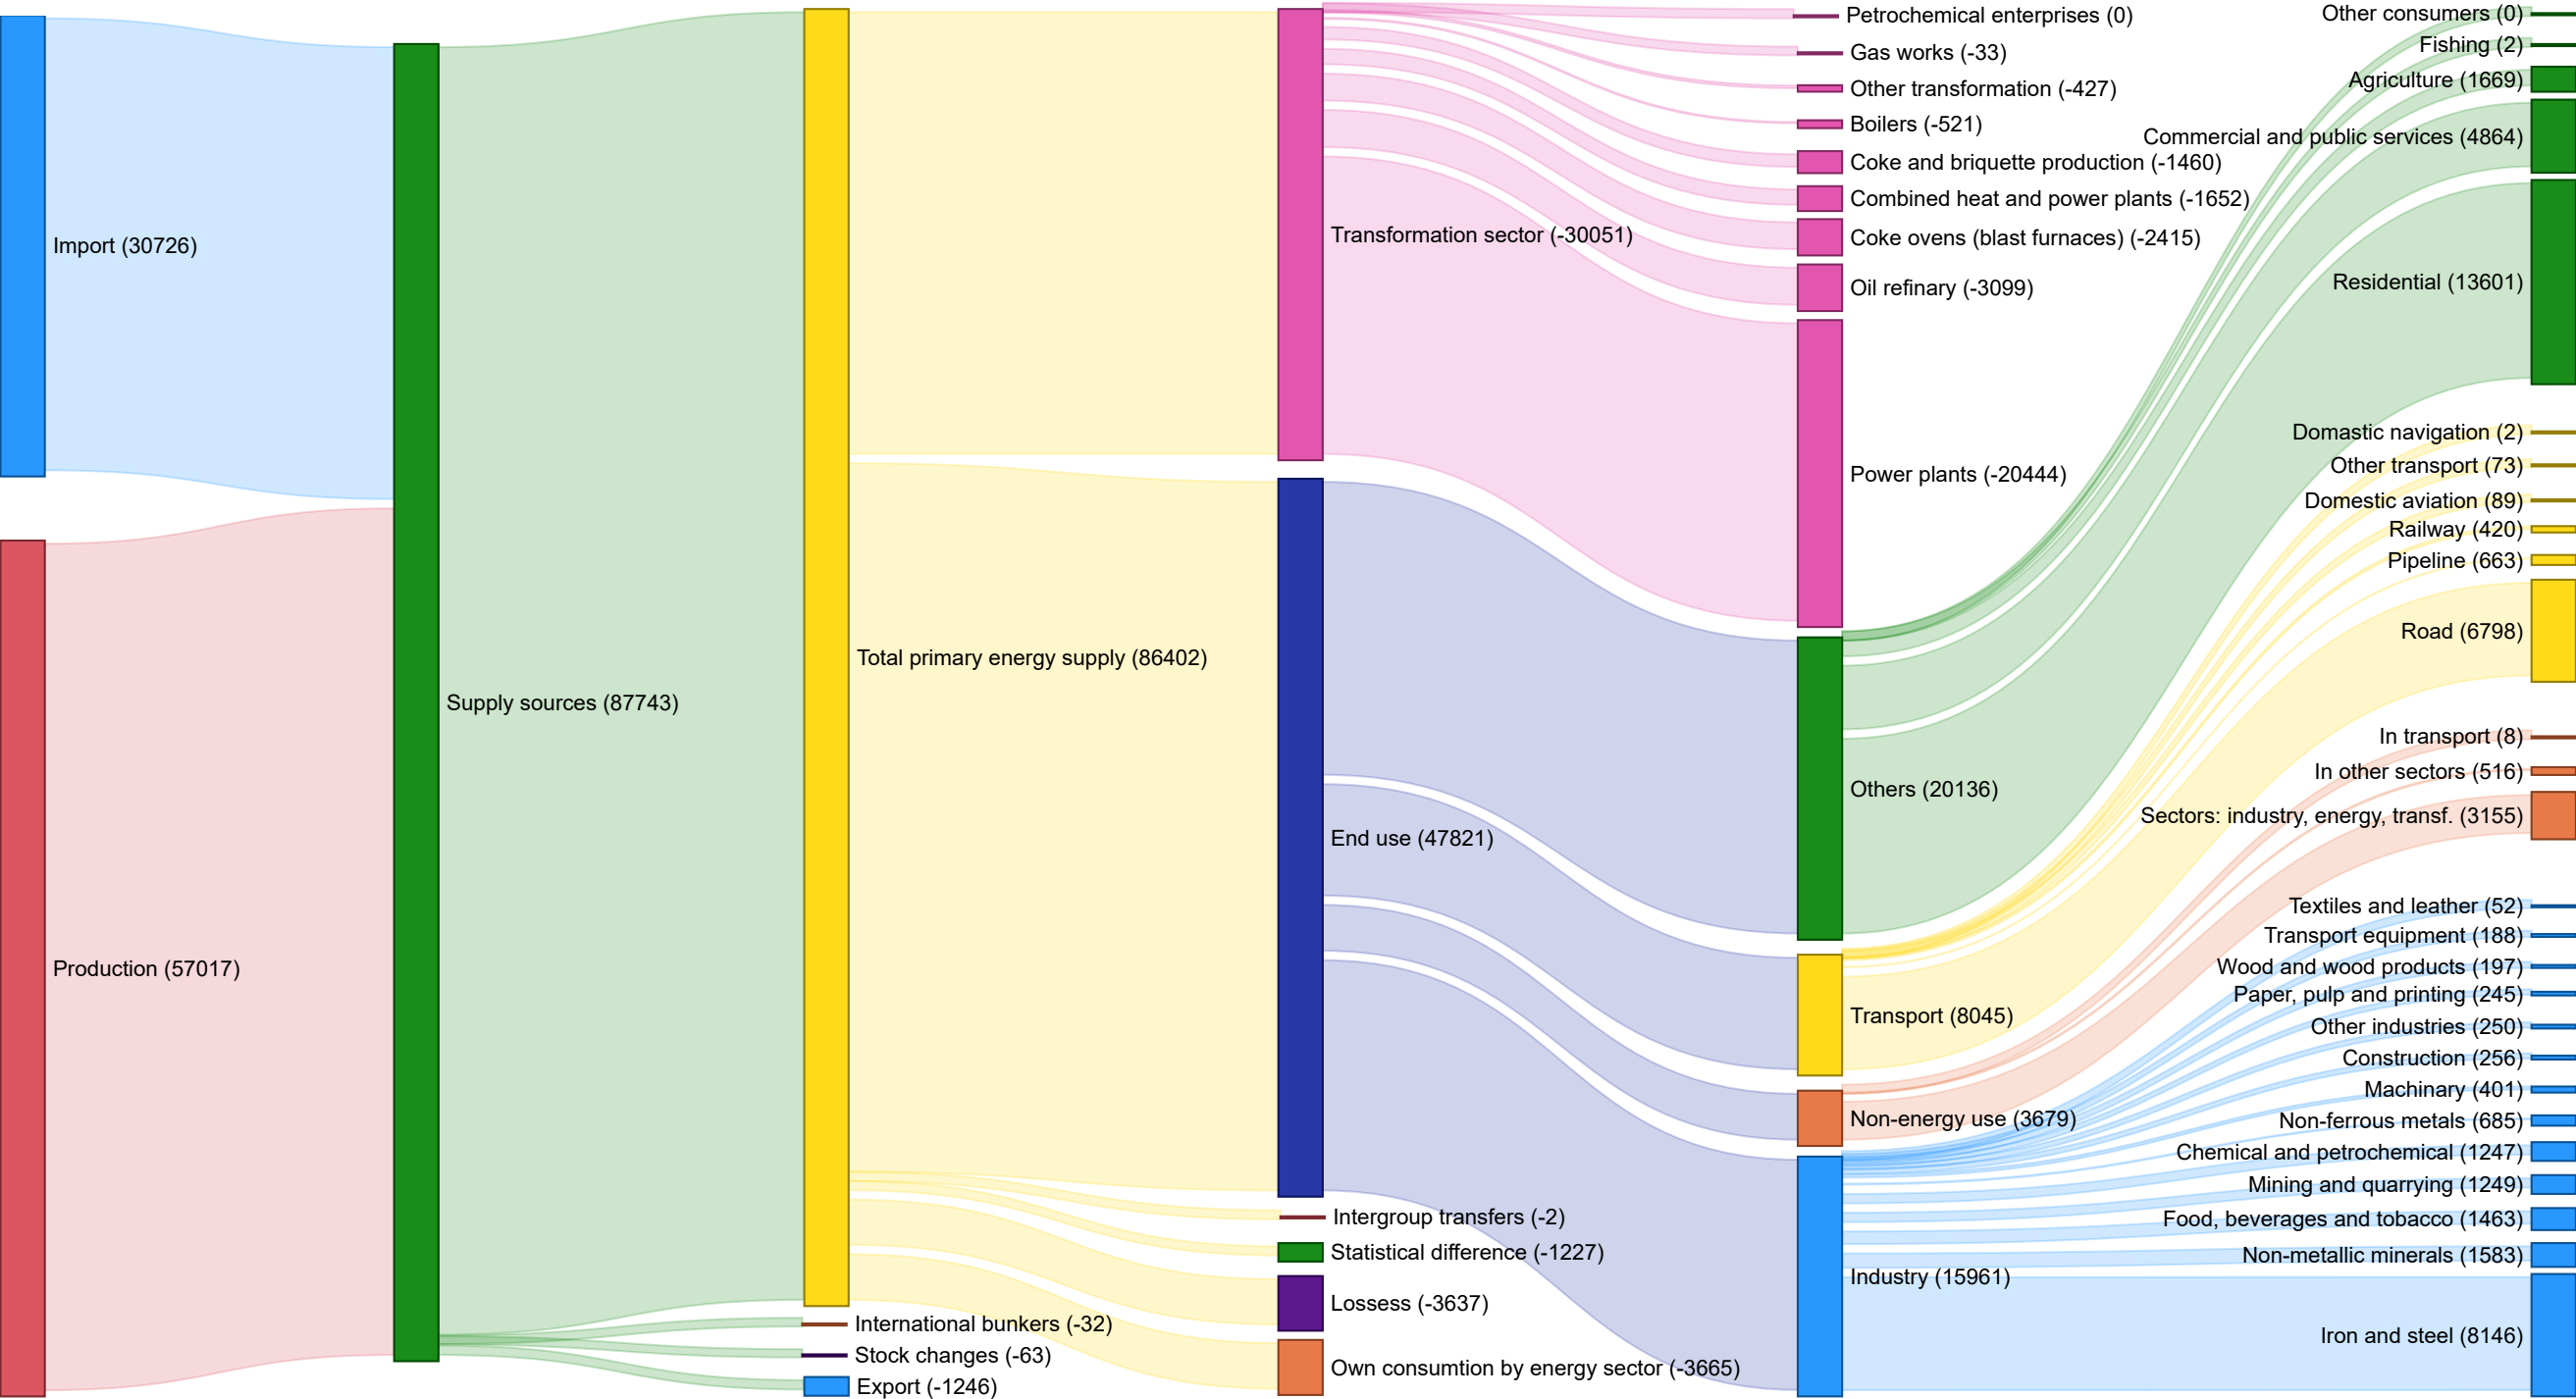 Import (30726)
Production (57017)
Supply sources (87743)
Total primary energy supply (86402)
International bunkers (-32)
Stock changes (-63)
Export (-1246)
Transformation sector (-30051)
End use (47821)
Intergroup transfers (-2)
Statistical difference (-1227)
Lossess (-3637)
Own consumtion by energy sector (-3665)
Petrochemical enterprises (0)
Gas works (-33)
Other transformation (-427)
Boilers (-521)
Coke and briquette production (-1460)
Combined heat and power plants (-1652)
Coke ovens (blast furnaces) (-2415)
Oil refinary (-3099)
Power plants (-20444)
Others (20136)
Transport (8045)
Non-energy use (3679)
Industry (15961)
Other consumers (0)
Fishing (2)
Agriculture (1669)
Commercial and public services (4864)
Residential (13601)
Domastic navigation (2)
Other transport (73)
Domestic aviation (89)
Railway (420)
Pipeline (663)
Road (6798)
In transport (8)
In other sectors (516)
Sectors: industry, energy, transf. (3155)
Textiles and leather (52)
Transport equipment (188)
Wood and wood products (197)
Paper, pulp and printing (245)
Other industries (250)
Construction (256)
Machinary (401)
Non-ferrous metals (685)
Chemical and petrochemical (1247)
Mining and quarrying (1249)
Food, beverages and tobacco (1463)
Non-metallic minerals (1583)
Iron and steel (8146)